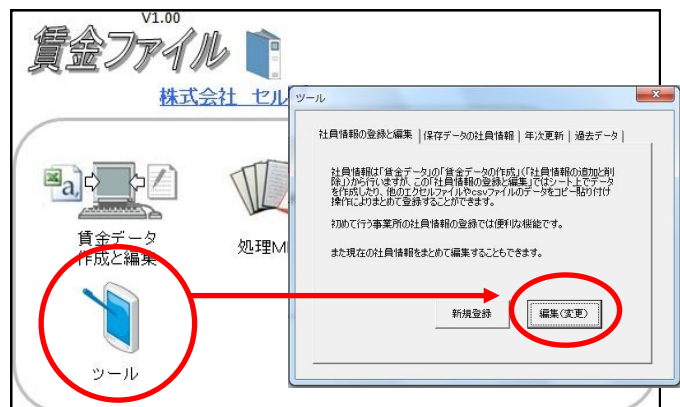 V1.00
賃金ファイル
株式会社 セル
ツール
社員情報の登録と編集 | 保存データの社員情報 | 年次更新 | 過去データ |
社員情報は「賃金データ」の「賃金データの作成」(「社員情報の追加と削
除」)から行いますが、この「社員情報の登録と編集」ではシート上でデータ
を作成したり、他のエクセルファイルやcsvファイルのデータをコピー貼り付け
操作によりまとめて登録することができます。
初めて行う事業所の社員情報の登録では便利な機能です。
また現在の社員情報をまとめて編集することもできます。
新規登録
編集(変更)
a,
賃金データ
作成と編集
処理M
ツール